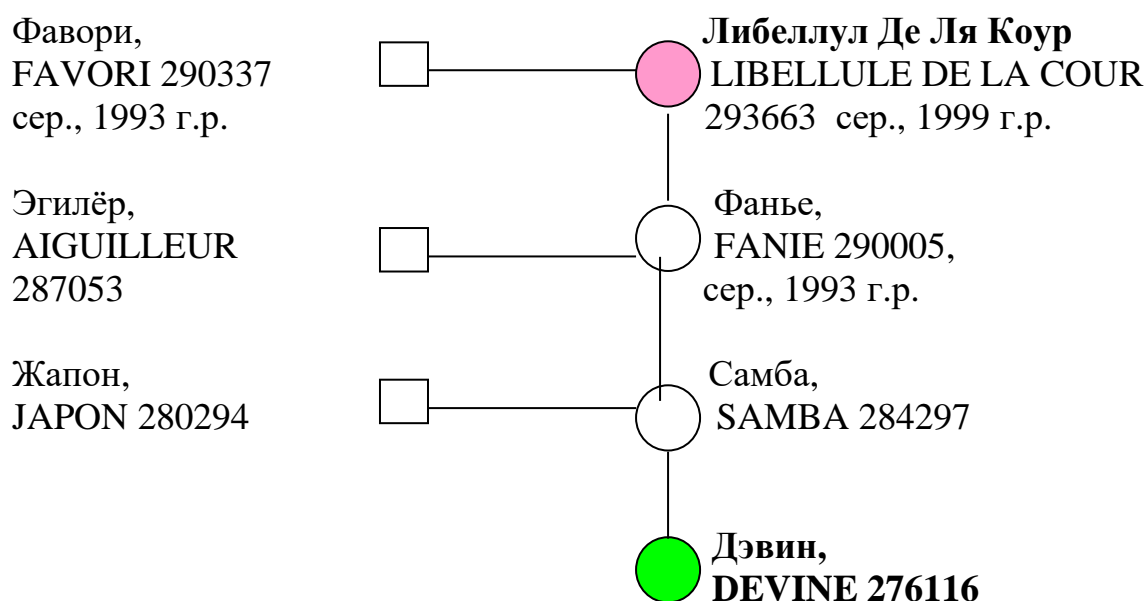 Фавори,
FAVORI 290337
сер., 1993 г.р.
Либеллул Де Ля Коур
LIBELLULE DE LA COUR
293663 сер., 1999 г.р.
Эгилёр,
AIGUILLEUR
287053
Фанье,
FANIE 290005,
сер., 1993 г.р.
Жапон,
JAPON 280294
Самба,
SAMBA 284297
Дэвин,
DEVINE 276116